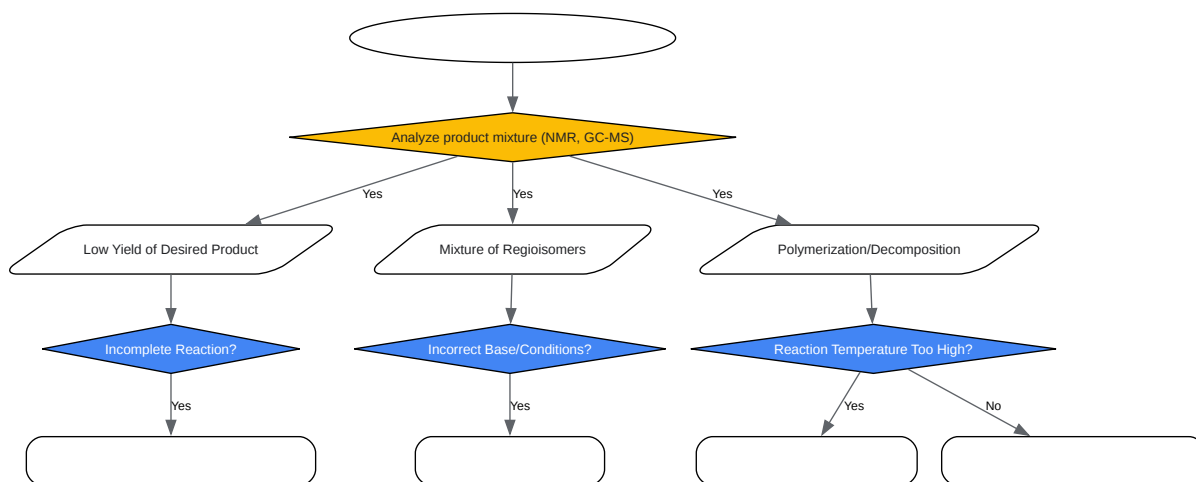 Analyze product mixture (NMR, GC-MS)
Yes
Yes
Yes
Low Yield of Desired Product
Mixture of Regioisomers
Polymerization/Decomposition
Incomplete Reaction?
Incorrect Base/Conditions?
Reaction Temperature Too High?
Yes
Yes
Yes
No